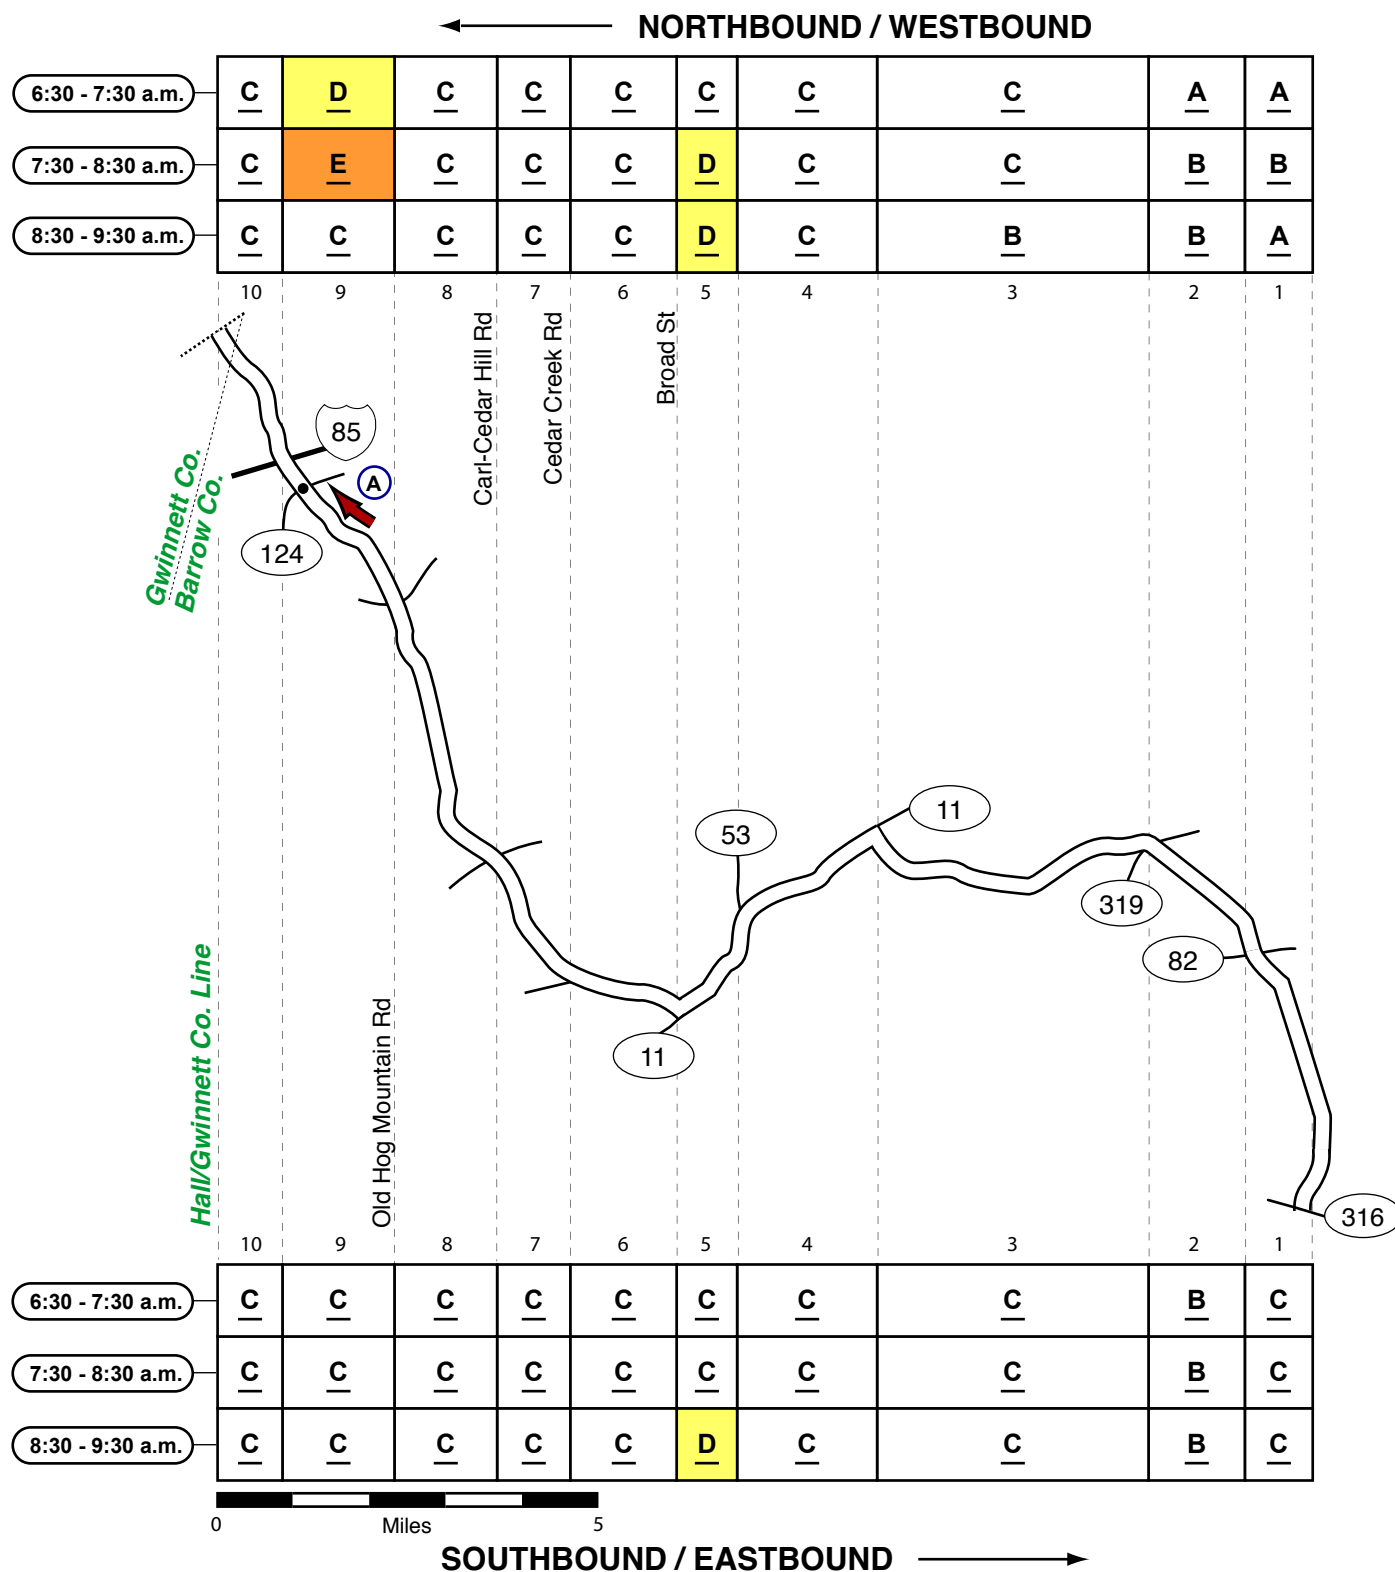 NORTHBOUND / WESTBOUND
6:30 - 7:30 a.m. C D C C C C C C A A
7:30 - 8:30 a.m. C E C C C D C C B B
8:30 - 9:30 a.m. C C C C C D C B B A
10 9 8 7 6 5 4 3 2 1
Carl-Cedar Hill Rd
Cedar Creek Rd
Broad St
85
A
Gwinnett Co.
Barrow Co.
124
11
53
319
82
11
Hall/Gwinnett Co. Line
Old Hog Mountain Rd
316
10 9 8 7 6 5 4 3 2 1
6:30 - 7:30 a.m. C C C C C C C C B C
7:30 - 8:30 a.m. C C C C C C C C B C
8:30 - 9:30 a.m. C C C C C D C C B C
0 Miles 5
SOUTHBOUND / EASTBOUND